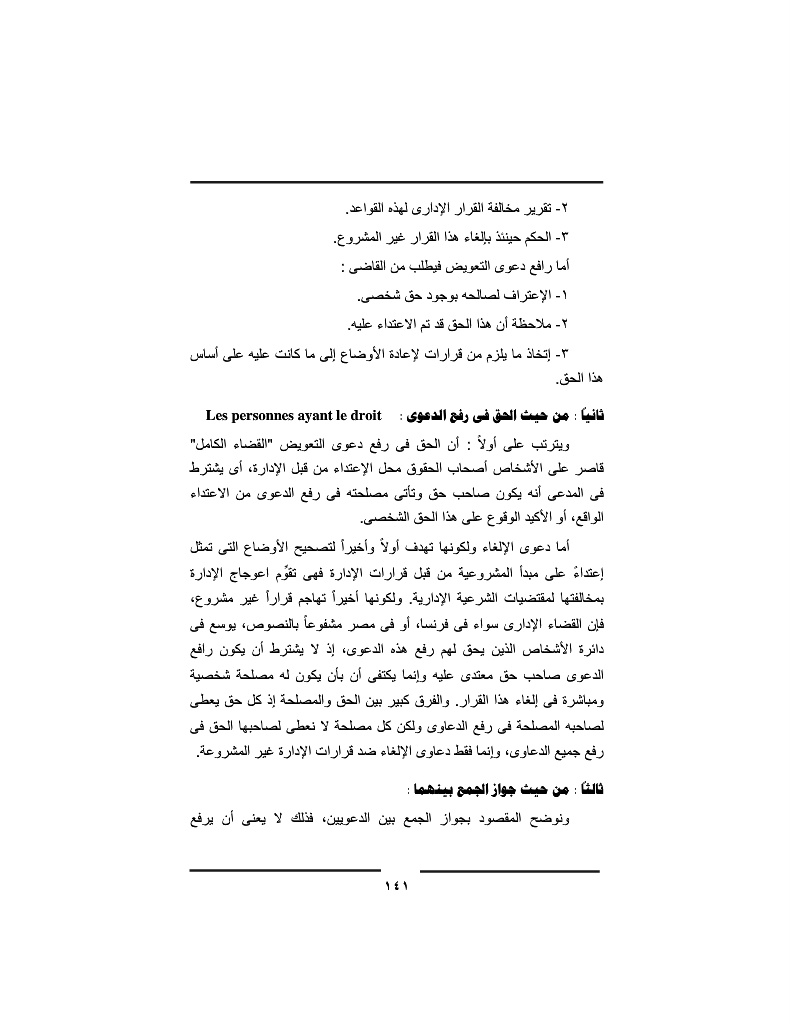 ٢- تقرير مخالفة القرار الإدارى لهذه القواعد.
٣- الحكم حينئذ بإلغاء هذا القرار غير المشروع.
أما رافع دعوى التعويض فيطلب من القاضى :
١- الإعتراف لصالحه بوجود حق شخصى.
٢- ملاحظة أن هذا الحق قد تم الاعتداء عليه.
٣- إتخاذ ما يلزم من قرارات لإعادة الأوضاع إلى ما كانت عليه على أساس
هذا الحق.
ثانياً : من حيث الحق فى رفع الدعوى : Les personnes ayant le droit
ويترتب على أولاً : أن الحق فى رفع دعوى التعويض "القضاء الكامل"
قاصر على الأشخاص أصحاب الحقوق محل الإعتداء من قبل الإدارة، أى يشترط
فى المدعى أنه يكون صاحب حق وتأتى مصلحته فى رفع الدعوى من الاعتداء
الواقع، أو الأكيد الوقوع على هذا الحق الشخصى.
أما دعوى الإلغاء ولكونها تهدف أولاً وأخيراً لتصحيح الأوضاع التى تمثل
إعتداءً على مبدأ المشروعية من قبل قرارات الإدارة فهى تقوِّم اعوجاج الإدارة
بمخالفتها لمقتضيات الشرعية الإدارية. ولكونها أخيراً تهاجم قراراً غير مشروع،
فإن القضاء الإدارى سواء فى فرنسا، أو فى مصر مشفوعاً بالنصوص، يوسع فى
دائرة الأشخاص الذين يحق لهم رفع هذه الدعوى، إذ لا يشترط أن يكون رافع
الدعوى صاحب حق معتدى عليه وإنما يكتفى أن بأن يكون له مصلحة شخصية
ومباشرة فى إلغاء هذا القرار. والفرق كبير بين الحق والمصلحة إذ كل حق يعطى
لصاحبه المصلحة فى رفع الدعاوى ولكن كل مصلحة لا نعطى لصاحبها الحق فى
رفع جميع الدعاوى، وإنما فقط دعاوى الإلغاء ضد قرارات الإدارة غير المشروعة.
ثالثاً : من حيث جواز الجمع بينهما :
ونوضح المقصود بجواز الجمع بين الدعويين، فذلك لا يعنى أن يرفع
١٤١